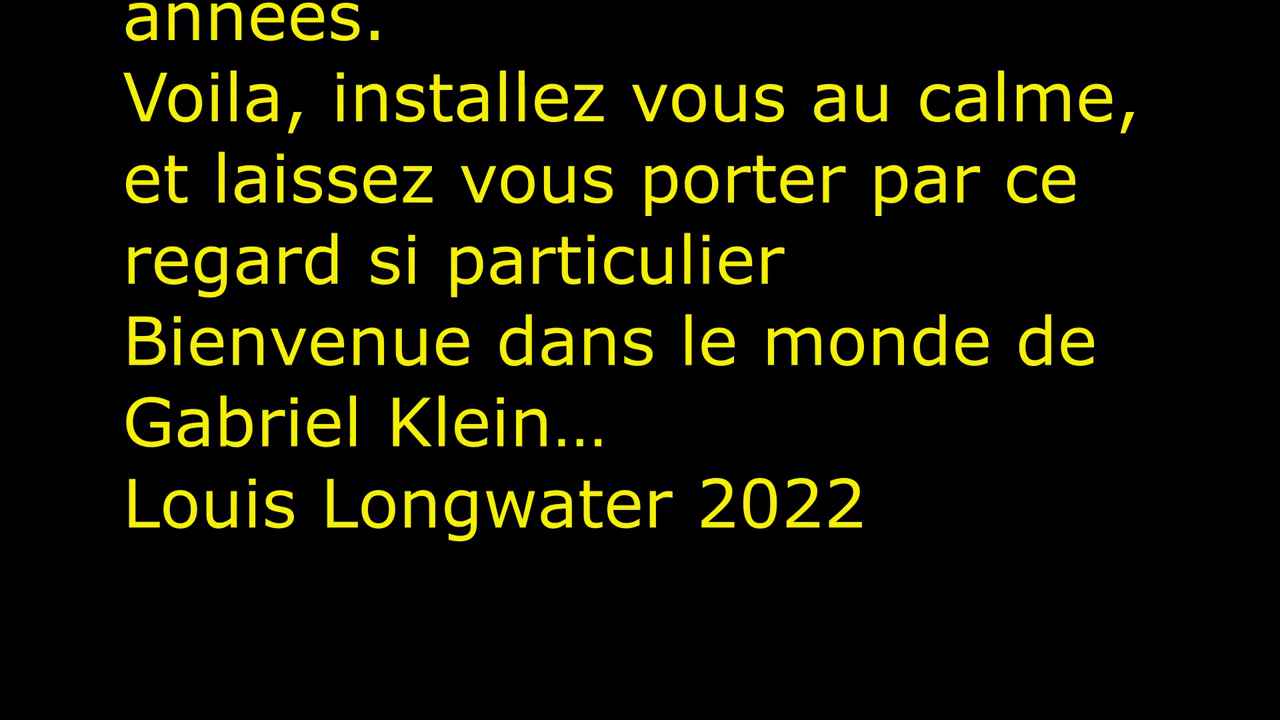 années.
Voila, installez vous au calme,
et laissez vous porter par ce
regard si particulier
Bienvenue dans le monde de
Gabriel Klein...
Louis Longwater 2022